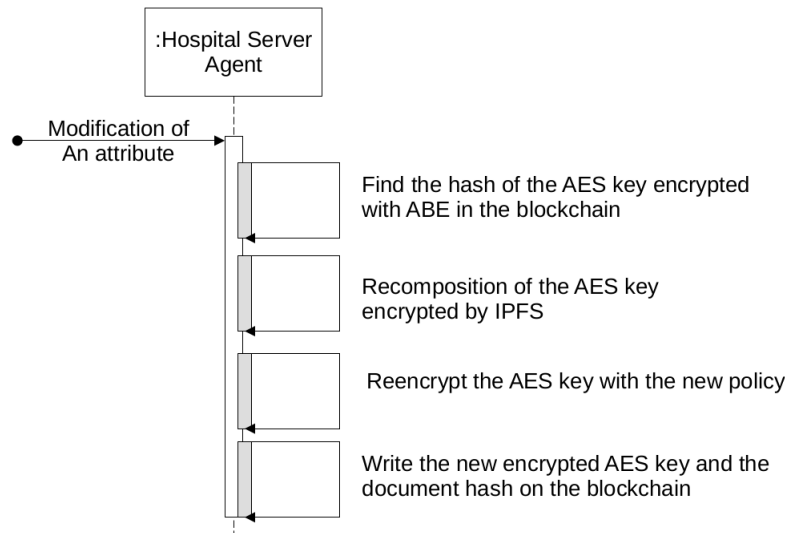 :Hospital Server
Agent
Modification of
An attribute
Find the hash of the AES key encrypted
with ABE in the blockchain
Recomposition of the AES key
encrypted by IPFS
Reencrypt the AES key with the new policy
Write the new encrypted AES key and the
document hash on the blockchain